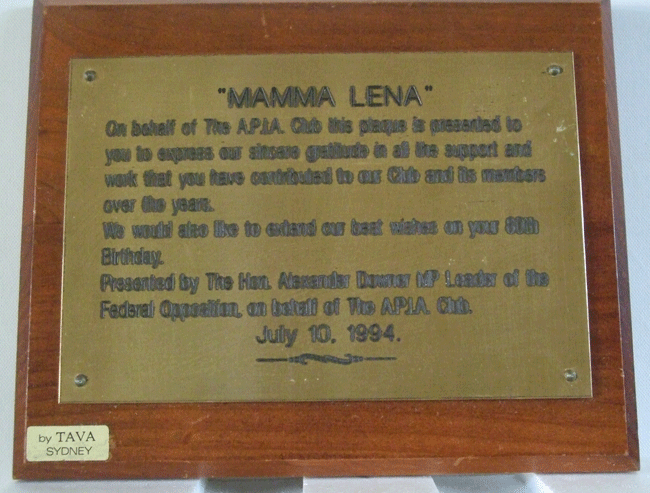 "MAMMA LENA"
On behalf of The A.P.I.A. Club this plaque is presented to
you to express our sincere gratitude in all the support and
work that you have contributed to our Club and its members
over the years.
We would also like to extend our best wishes on your 80th
Birthday.
Presented by The Hon. Alexander Downer MP Leader of the
Federal Opposition, on behalf of The A.P.I.A. Club.
July 10, 1994.
by TAVA
SYDNEY